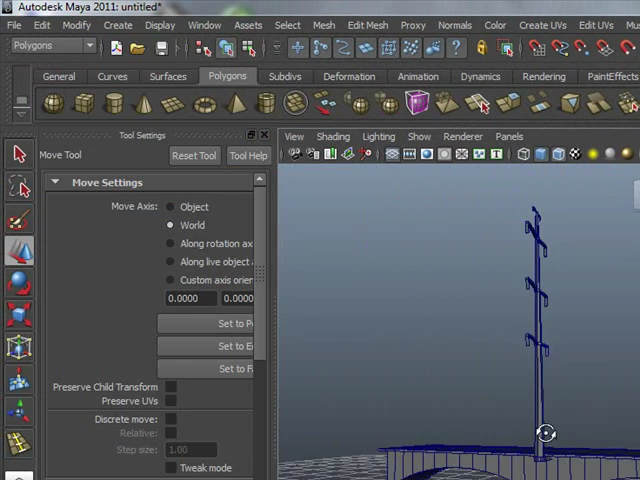 Autodesk Maya 2011: untitled*
File Edit Modify Create Display Window Assets Select Mesh Edit Mesh Proxy Normals Color Create UVs Edit UVs M
Polygons
General Curves Surfaces Polygons Subdivs Deformation Animation Dynamics Rendering PaintEffects
Tool Settings
View Shading Lighting Show Renderer Panels
Move Tool Reset Tool Tool Help
Move Settings
Move Axis: Object
World
Along rotation axi
Along live object a
Custom axis orien
0.0000 0.0000
Set to P
Set to E
Set to F
Preserve Child Transform
Preserve UVs
Discrete move:
Relative:
Step size: 1.00
Tweak mode